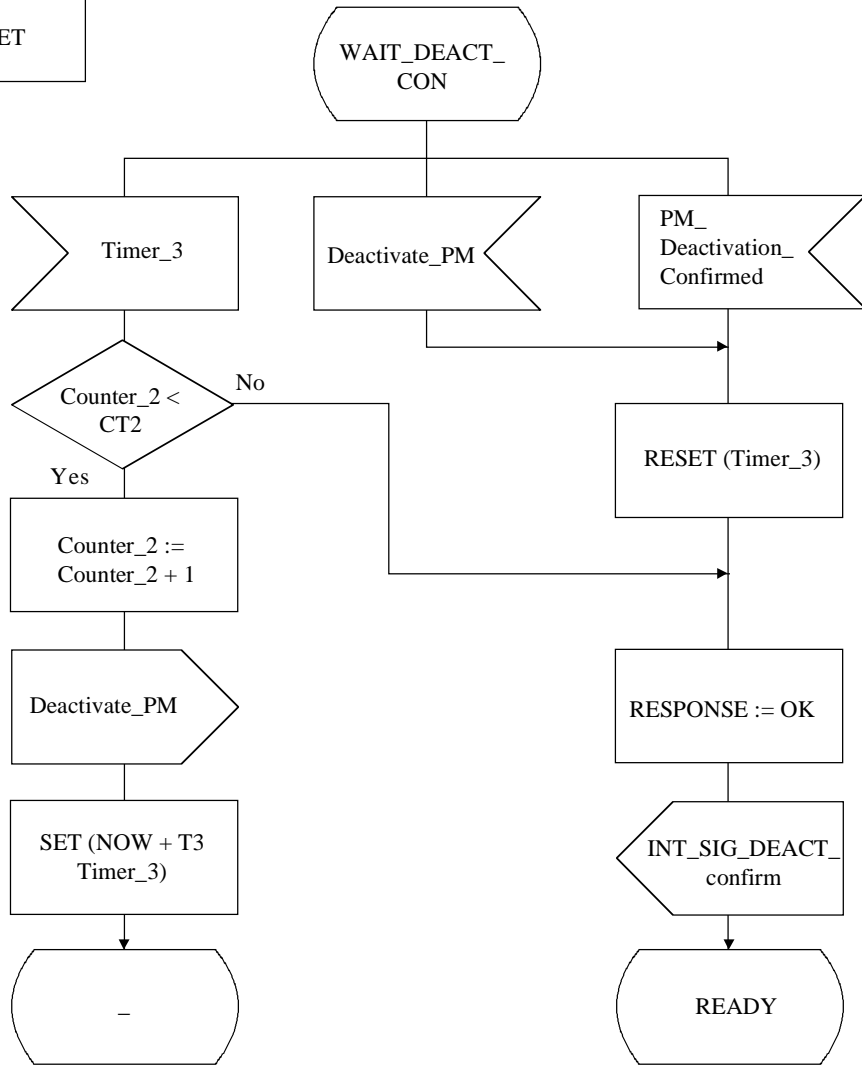 ET
WAIT_DEACT_
CON
Timer_3
Deactivate_PM
PM_
Deactivation_
Confirmed
Counter_2 <
CT2
No
Yes
RESET (Timer_3)
Counter_2 :=
Counter_2 + 1
Deactivate_PM
RESPONSE := OK
SET (NOW + T3
Timer_3)
INT_SIG_DEACT_
confirm
_
READY